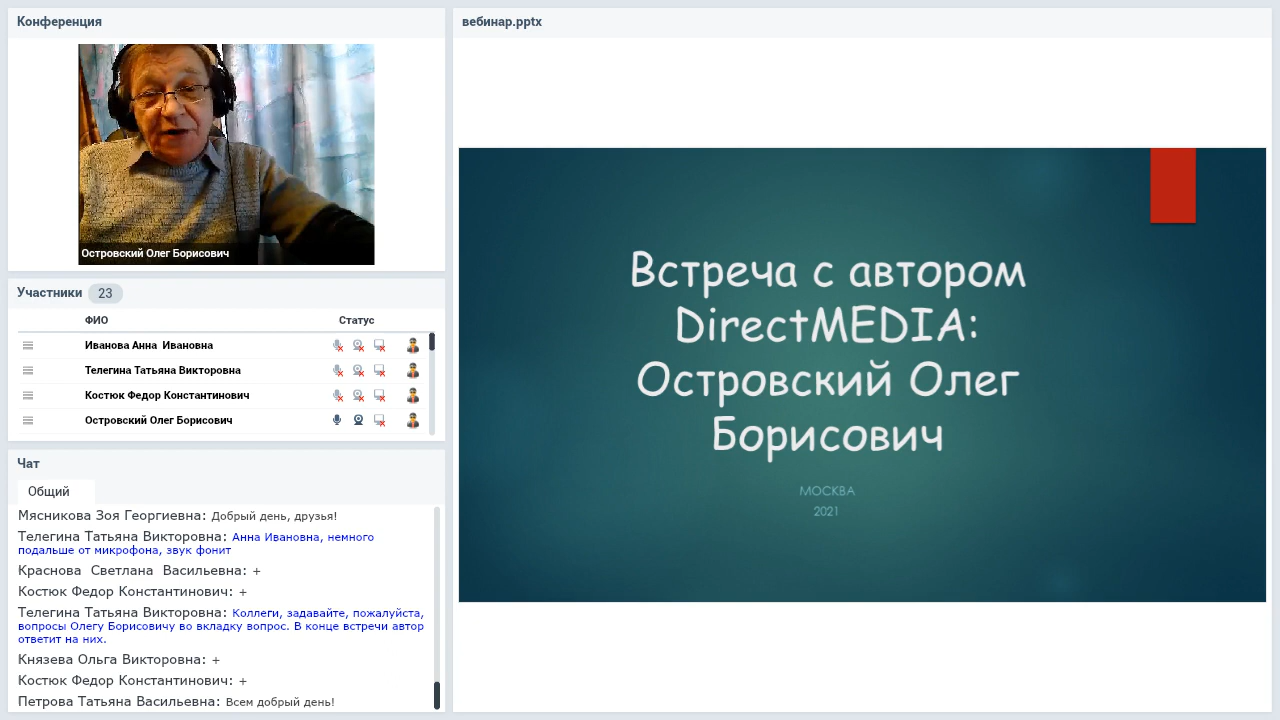 Конференция
Островский Олег Борисович
Участники 23
ФИО Статус
Иванова Анна Ивановна
Телегина Татьяна Викторовна
Костюк Федор Константинович
Островский Олег Борисович
Чат
Общий
Мясникова Зоя Георгиевна: Добрый день, друзья!
Телегина Татьяна Викторовна: Анна Ивановна, немного
подальше от микрофона, звук фонит
Краснова Светлана Васильевна: +
Костюк Федор Константинович: +
Телегина Татьяна Викторовна: Коллеги, задавайте, пожалуйста,
вопросы Олегу Борисовичу во вкладку вопрос. В конце встречи автор
ответит на них.
Князева Ольга Викторовна: +
Костюк Федор Константинович: +
Петрова Татьяна Васильевна: Всем добрый день!
вебинар.pptx
Встреча с автором
DirectMEDIA:
Островский Олег
Борисович
МОСКВА
2021